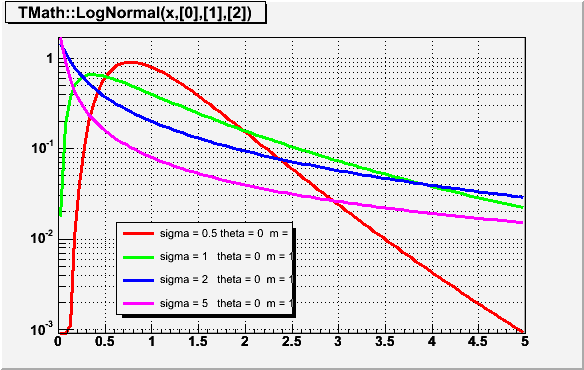 TMath::LogNormal(x,[0],[1],[2])
1
10-1
10-2
10-3
sigma = 0.5 theta = 0 m =
sigma = 1 theta = 0 m = 1
sigma = 2 theta = 0 m = 1
sigma = 5 theta = 0 m = 1
0 0.5 1 1.5 2 2.5 3 3.5 4 4.5 5